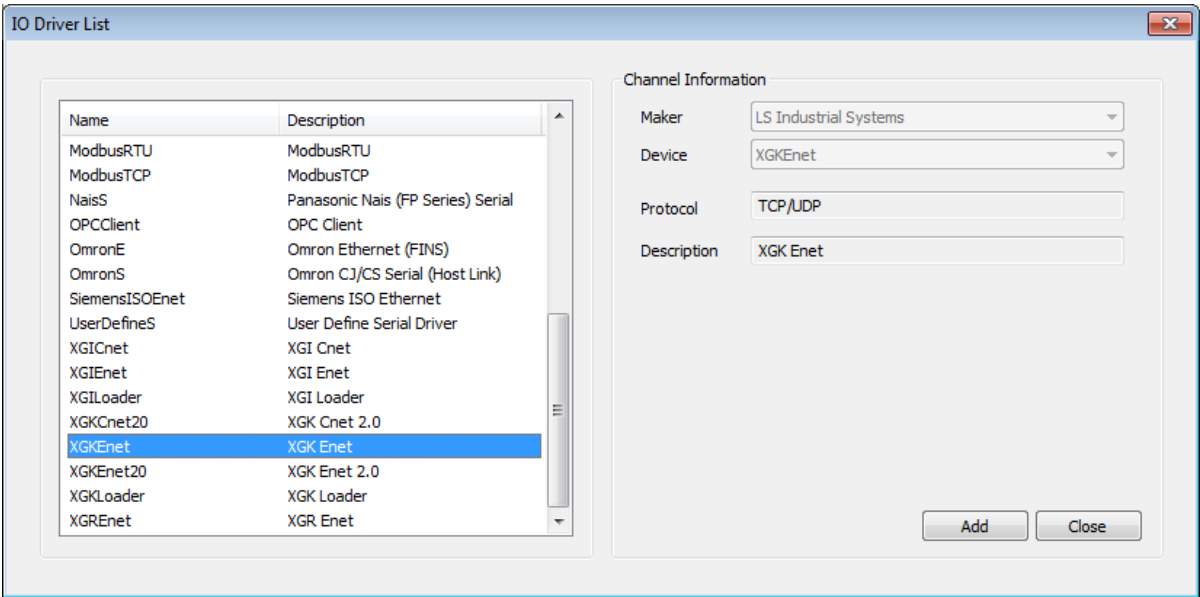 IO Driver List
Name Description
ModbusRTU ModbusRTU
ModbusTCP ModbusTCP
NaisS Panasonic Nais (FP Series) Serial
OPCClient OPC Client
OmronE Omron Ethernet (FINS)
OmronS Omron CJ/CS Serial (Host Link)
SiemensISOEnet Siemens ISO Ethernet
UserDefineS User Define Serial Driver
XGICnet XGI Cnet
XGIEnet XGI Enet
XGILoader XGI Loader
XGKCnet20 XGK Cnet 2.0
XGKEnet XGK Enet
XGKEnet20 XGK Enet 2.0
XGKLoader XGK Loader
XGREnet XGR Enet
Channel Information
Maker LS Industrial Systems
Device XGKEnet
Protocol TCP/UDP
Description XGK Enet
Add Close